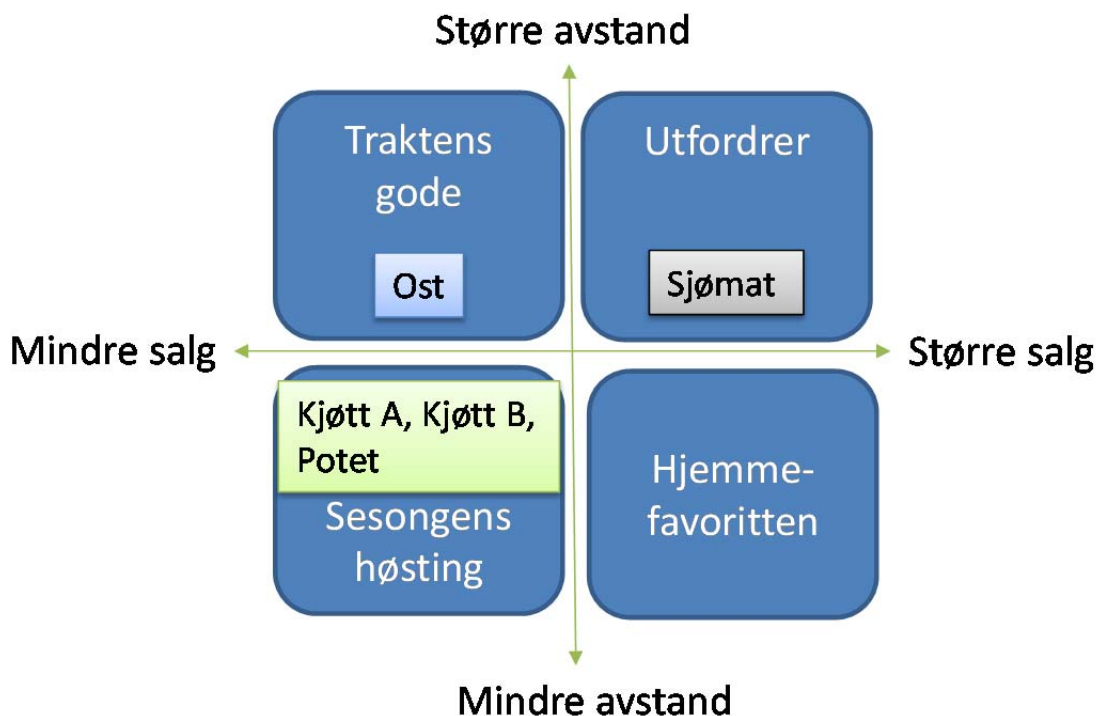 Større avstand
Traktens
gode
Utfordrer
Ost
Sjømat
Mindre salg
Større salg
Kjøtt A, Kjøtt B,
Potet
Sesongens
høsting
Hjemme-
favoritten
Mindre avstand